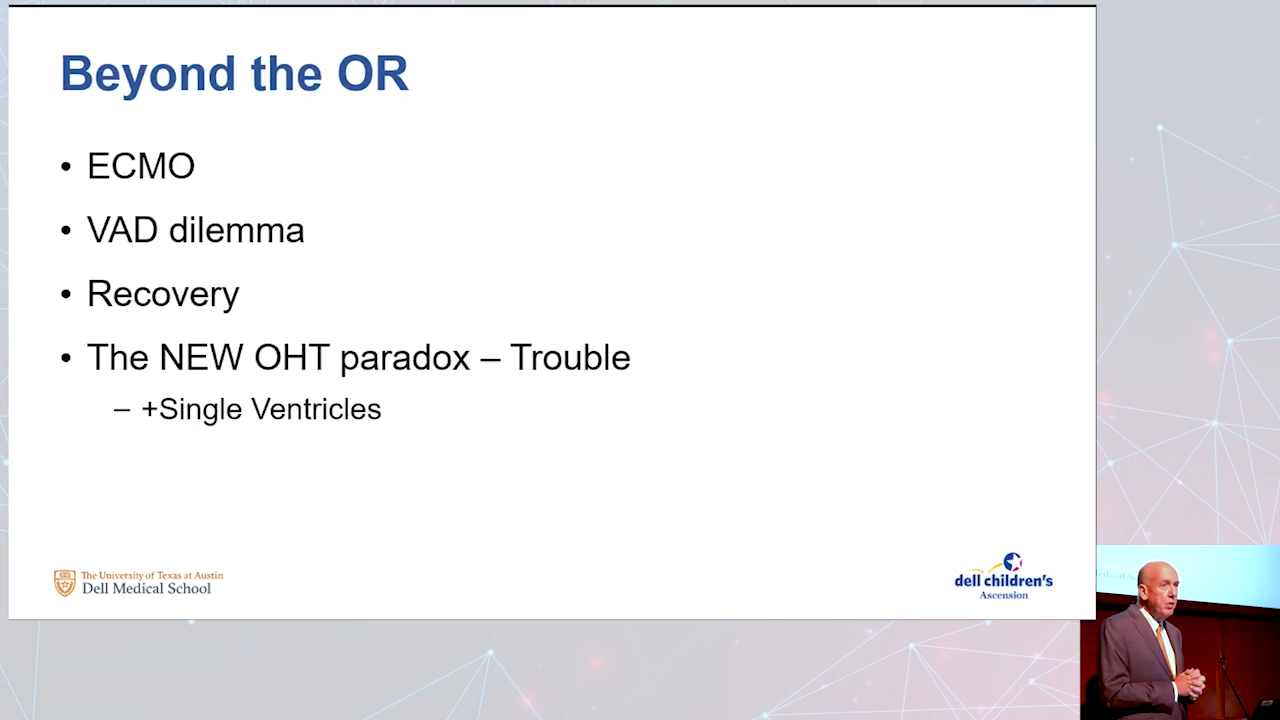 Beyond the OR
• ECMO
• VAD dilemma
• Recovery
• The NEW OHT paradox – Trouble
– +Single Ventricles
The University of Texas at Austin
Dell Medical School
dell children's
Ascension